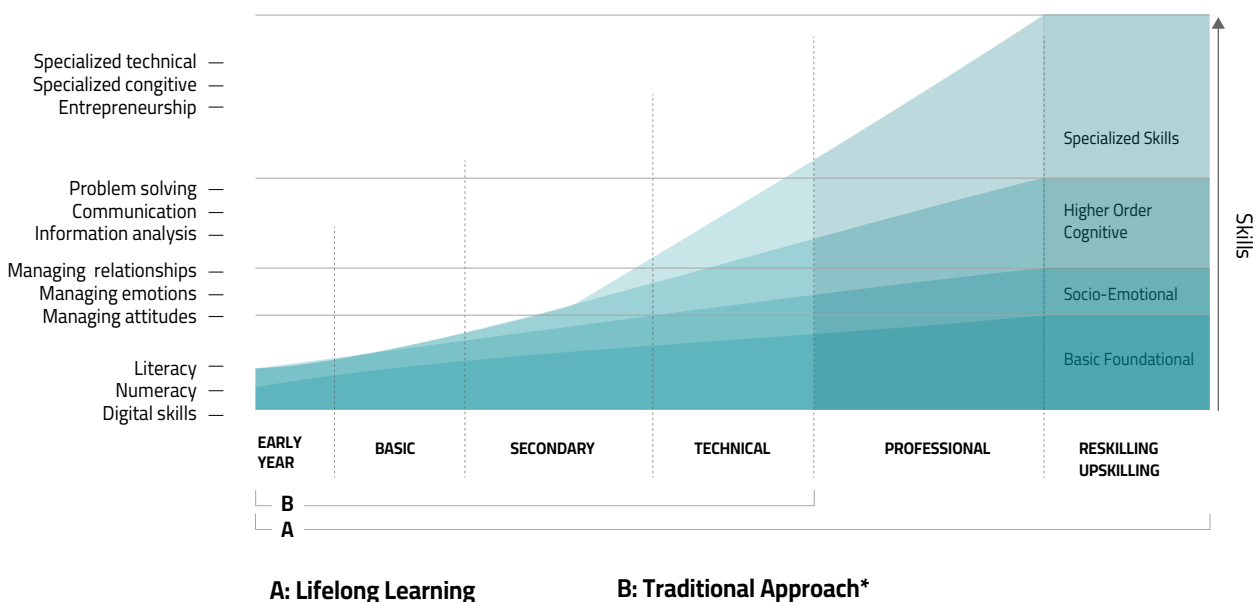 Specialized technical
Specialized congitive
Entrepreneurship
Problem solving
Communication
Information analysis
Managing relationships
Managing emotions
Managing attitudes
Literacy
Numeracy
Digital skills
Specialized Skills
Higher Order
Cognitive
Socio-Emotional
Basic Foundational
Skills
EARLY
YEAR
BASIC
SECONDARY
TECHNICAL
PROFESSIONAL
RESKILLING
UPSKILLING
B
A
A: Lifelong Learning
B: Traditional Approach*